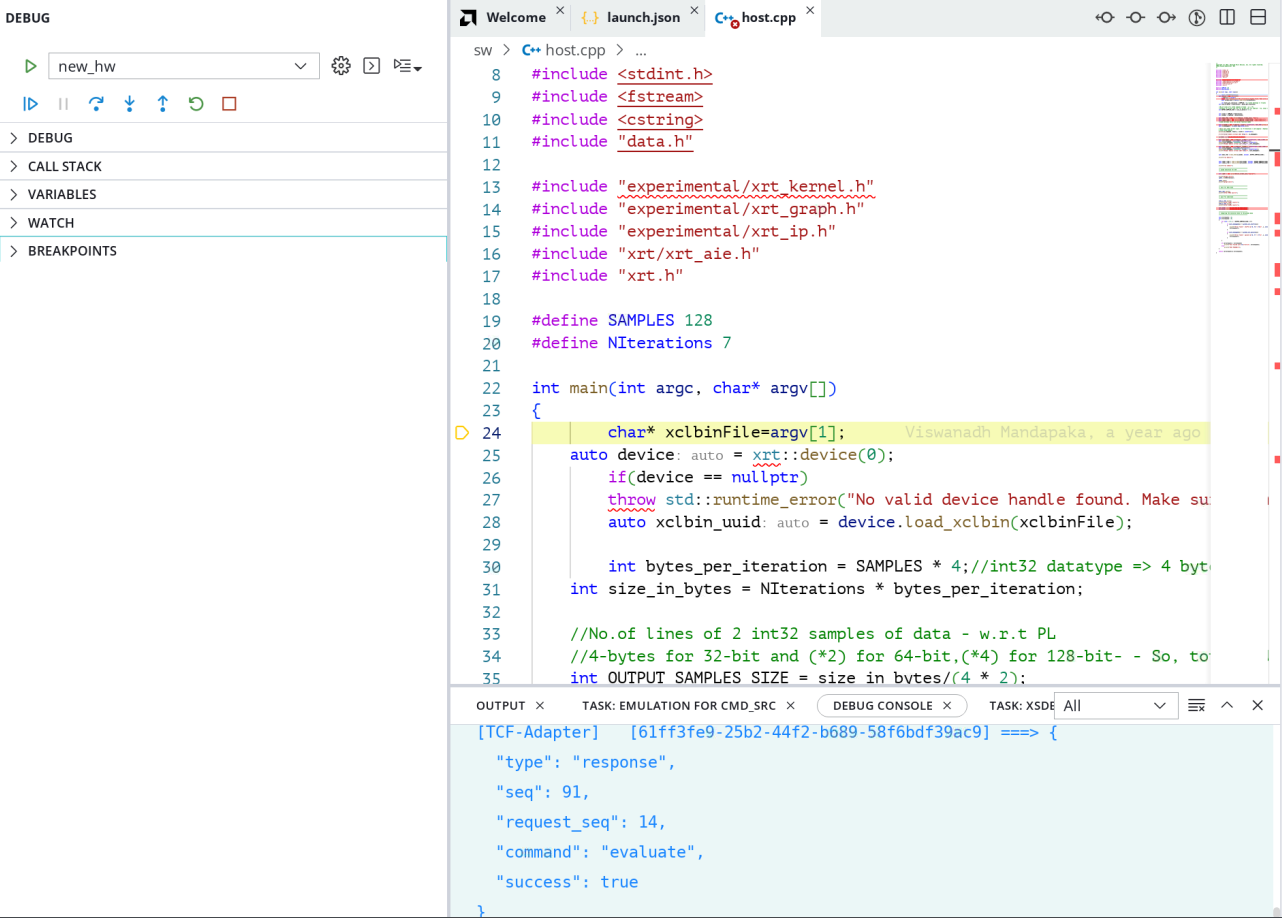 DEBUG
new_hw
DEBUG
CALL STACK
VARIABLES
WATCH
BREAKPOINTS
Welcome
{..} launch.json
C++ host.cpp
sw > C++ host.cpp > ...
8 #include <stdint.h>
9 #include <fstream>
10 #include <cstring>
11 #include "data.h"
12
13 #include "experimental/xrt_kernel.h"
14 #include "experimental/xrt_graph.h"
15 #include "experimental/xrt_ip.h"
16 #include "xrt/xrt_aie.h"
17 #include "xrt.h"
18
19 #define SAMPLES 128
20 #define NIterations 7
21
22 int main(int argc, char* argv[])
23 {
24 char* xclbinFile=argv[1]; Viswanadh Mandapaka, a year ago
25 auto device: auto = xrt::device(0);
26 if(device == nullptr)
27 throw std::runtime_error("No valid device handle found. Make
28 auto xclbin_uuid: auto = device.load_xclbin(xclbinFile);
29
30 int bytes_per_iteration = SAMPLES * 4;//int32 datatype => 4
31 int size_in_bytes = NIterations * bytes_per_iteration;
32
33 //No.of lines of 2 int32 samples of data - w.r.t PL
34 //4-bytes for 32-bit and (*2) for 64-bit,(*4) for 128-bit- - So,
35 int OUTPUT_SAMPLES_SIZE = size_in_bytes/(4 * 2);
OUTPUT TASK: EMULATION FOR CMD_SRC DEBUG CONSOLE TASK: XSDE All
[TCF-Adapter] [61ff3fe9-25b2-44f2-b689-58f6bdf39ac9] ===> {
"type": "response",
"seq": 91,
"request_seq": 14,
"command": "evaluate",
"success": true
}